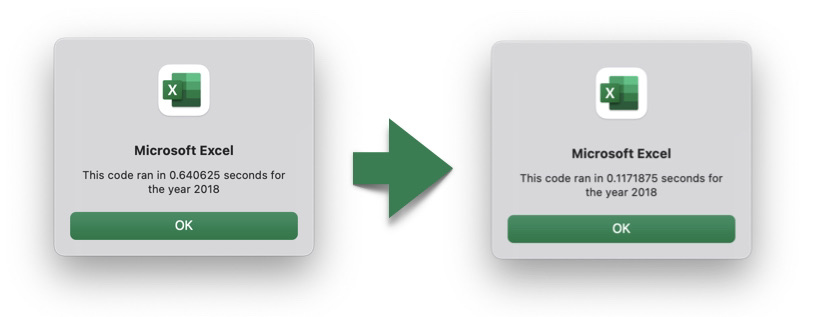 X
Microsoft Excel
This code ran in 0.640625 seconds for
the year 2018
OK
X
Microsoft Excel
This code ran in 0.1171875 seconds for
the year 2018
OK